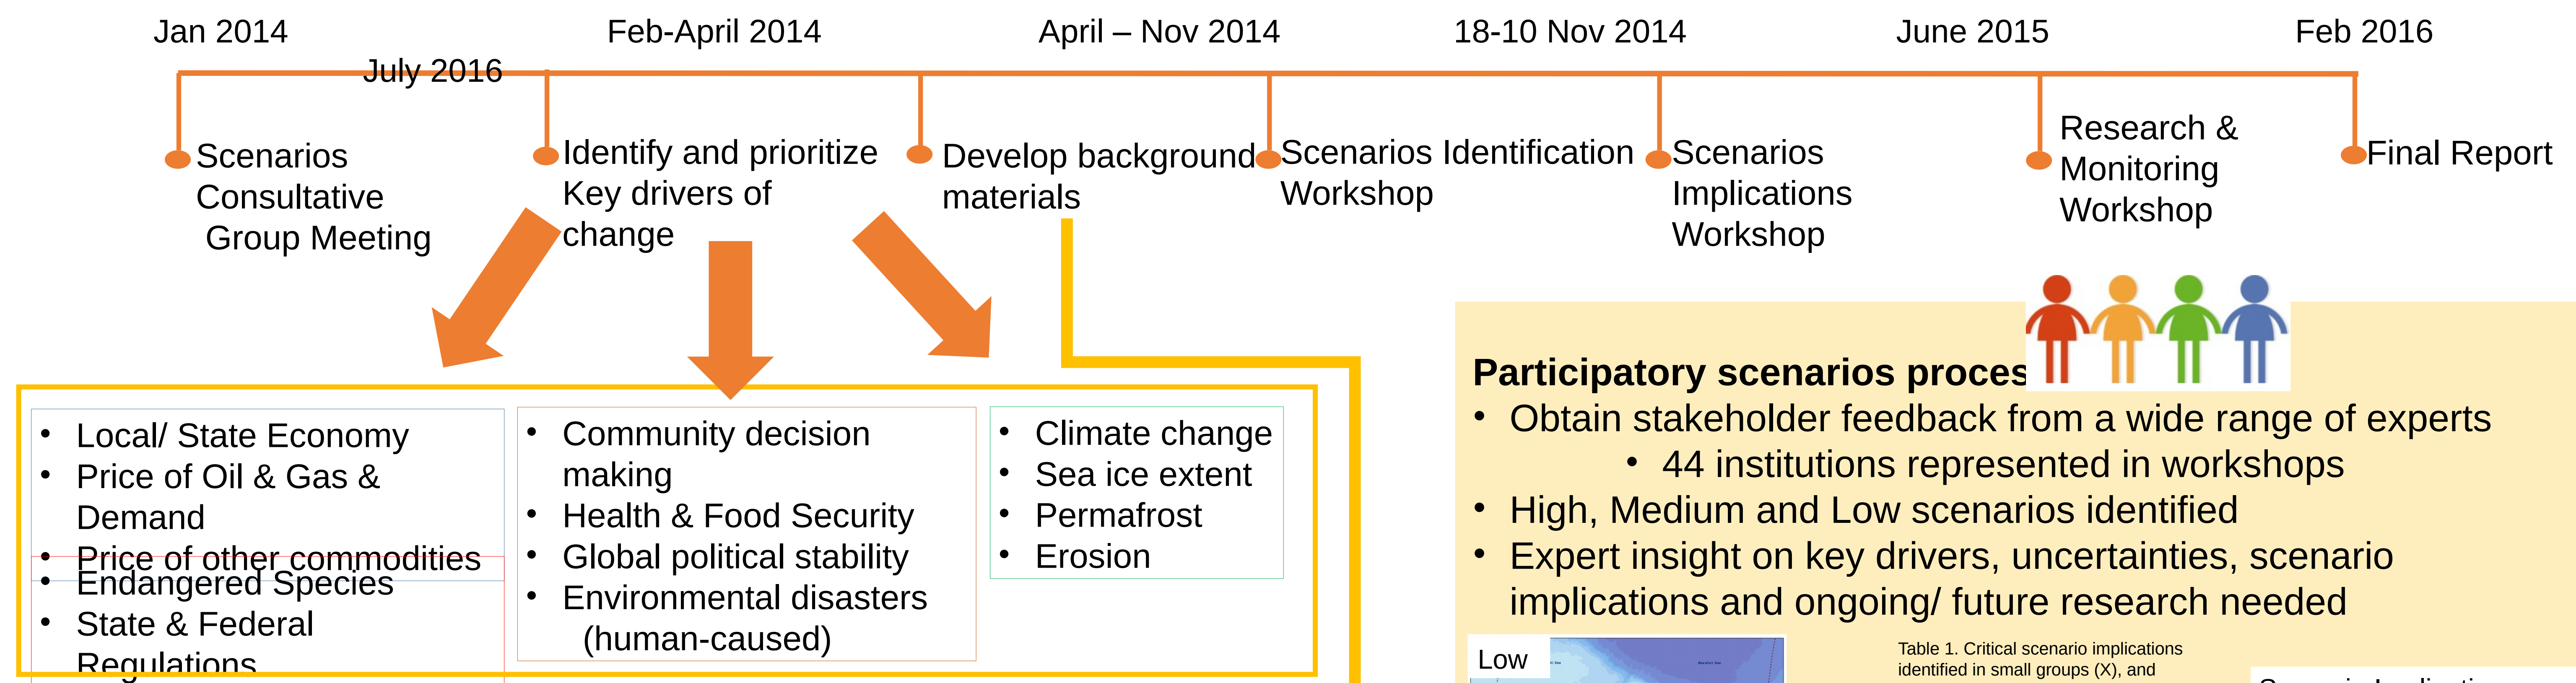 Jan 2014 Feb-April 2014 April – Nov 2014 18-10 Nov 2014 June 2015 Feb 2016
July 2016
Scenarios
Consultative
Group Meeting
Identify and prioritize
Key drivers of
change
Develop background
materials
Scenarios Identification
Workshop
Scenarios
Implications
Workshop
Research &
Monitoring
Workshop
Final Report
• Local/ State Economy
• Price of Oil & Gas &
Demand
• Price of other commodities
• Endangered Species
• State & Federal
Regulations
• Community decision
making
• Health & Food Security
• Global political stability
• Environmental disasters
(human-caused)
• Climate change
• Sea ice extent
• Permafrost
• Erosion
Participatory scenarios proces
• Obtain stakeholder feedback from a wide range of experts
• 44 institutions represented in workshops
• High, Medium and Low scenarios identified
• Expert insight on key drivers, uncertainties, scenario
implications and ongoing/ future research needed
Low
Table 1. Critical scenario implications
identified in small groups (X), and